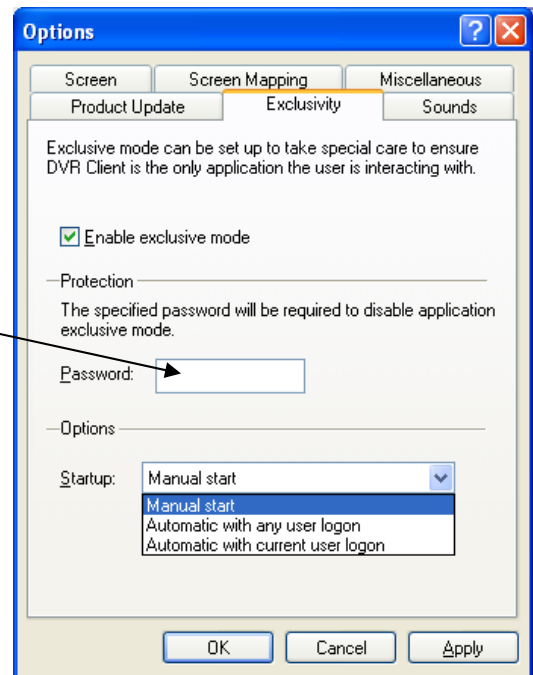 Options
Screen
Screen Mapping
Miscellaneous
Product Update
Exclusivity
Sounds
Exclusive mode can be set up to take special care to ensure
DVR Client is the only application the user is interacting with.
Enable exclusive mode
Protection
The specified password will be required to disable application
exclusive mode.
Password:
Options
Startup:
Manual start
Manual start
Automatic with any user logon
Automatic with current user logon
OK
Cancel
Apply